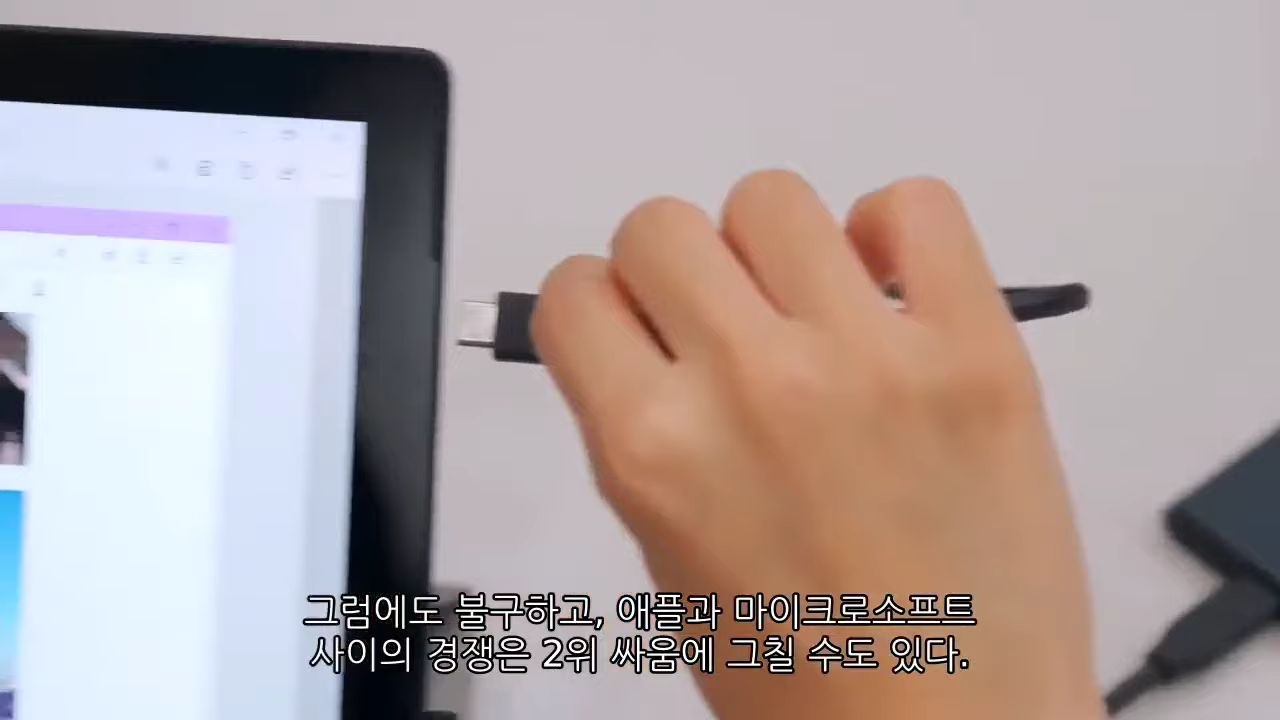 그럼에도 불구하고, 애플과 마이크로소프트
사이의 경쟁은 2위 싸움에 그칠 수도 있다.